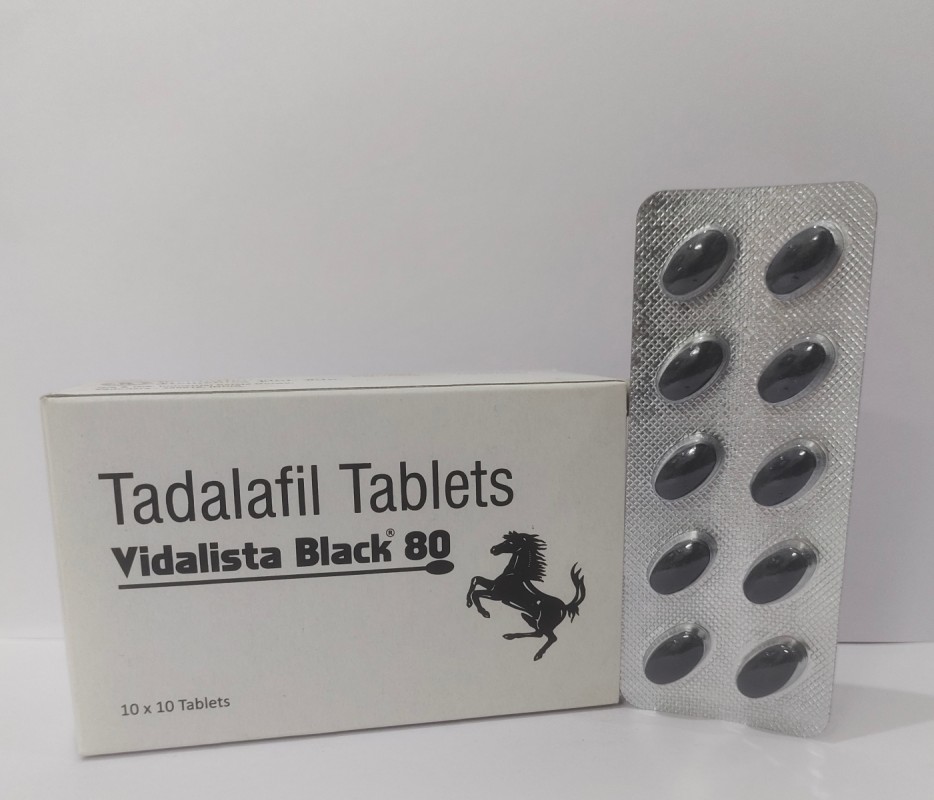 Tadalafil Tablets
Vidalista Black® 80
10 x 10 Tablets